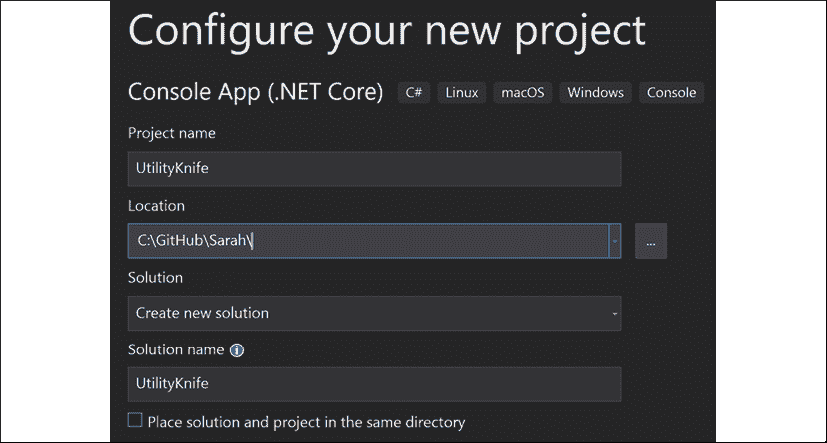 Configure your new project
Console App (.NET Core) C# Linux macOS Windows Console
Project name
UtilityKnife
Location
C:\GitHub\Sarah\
...
Solution
Create new solution
Solution name
UtilityKnife
Place solution and project in the same directory